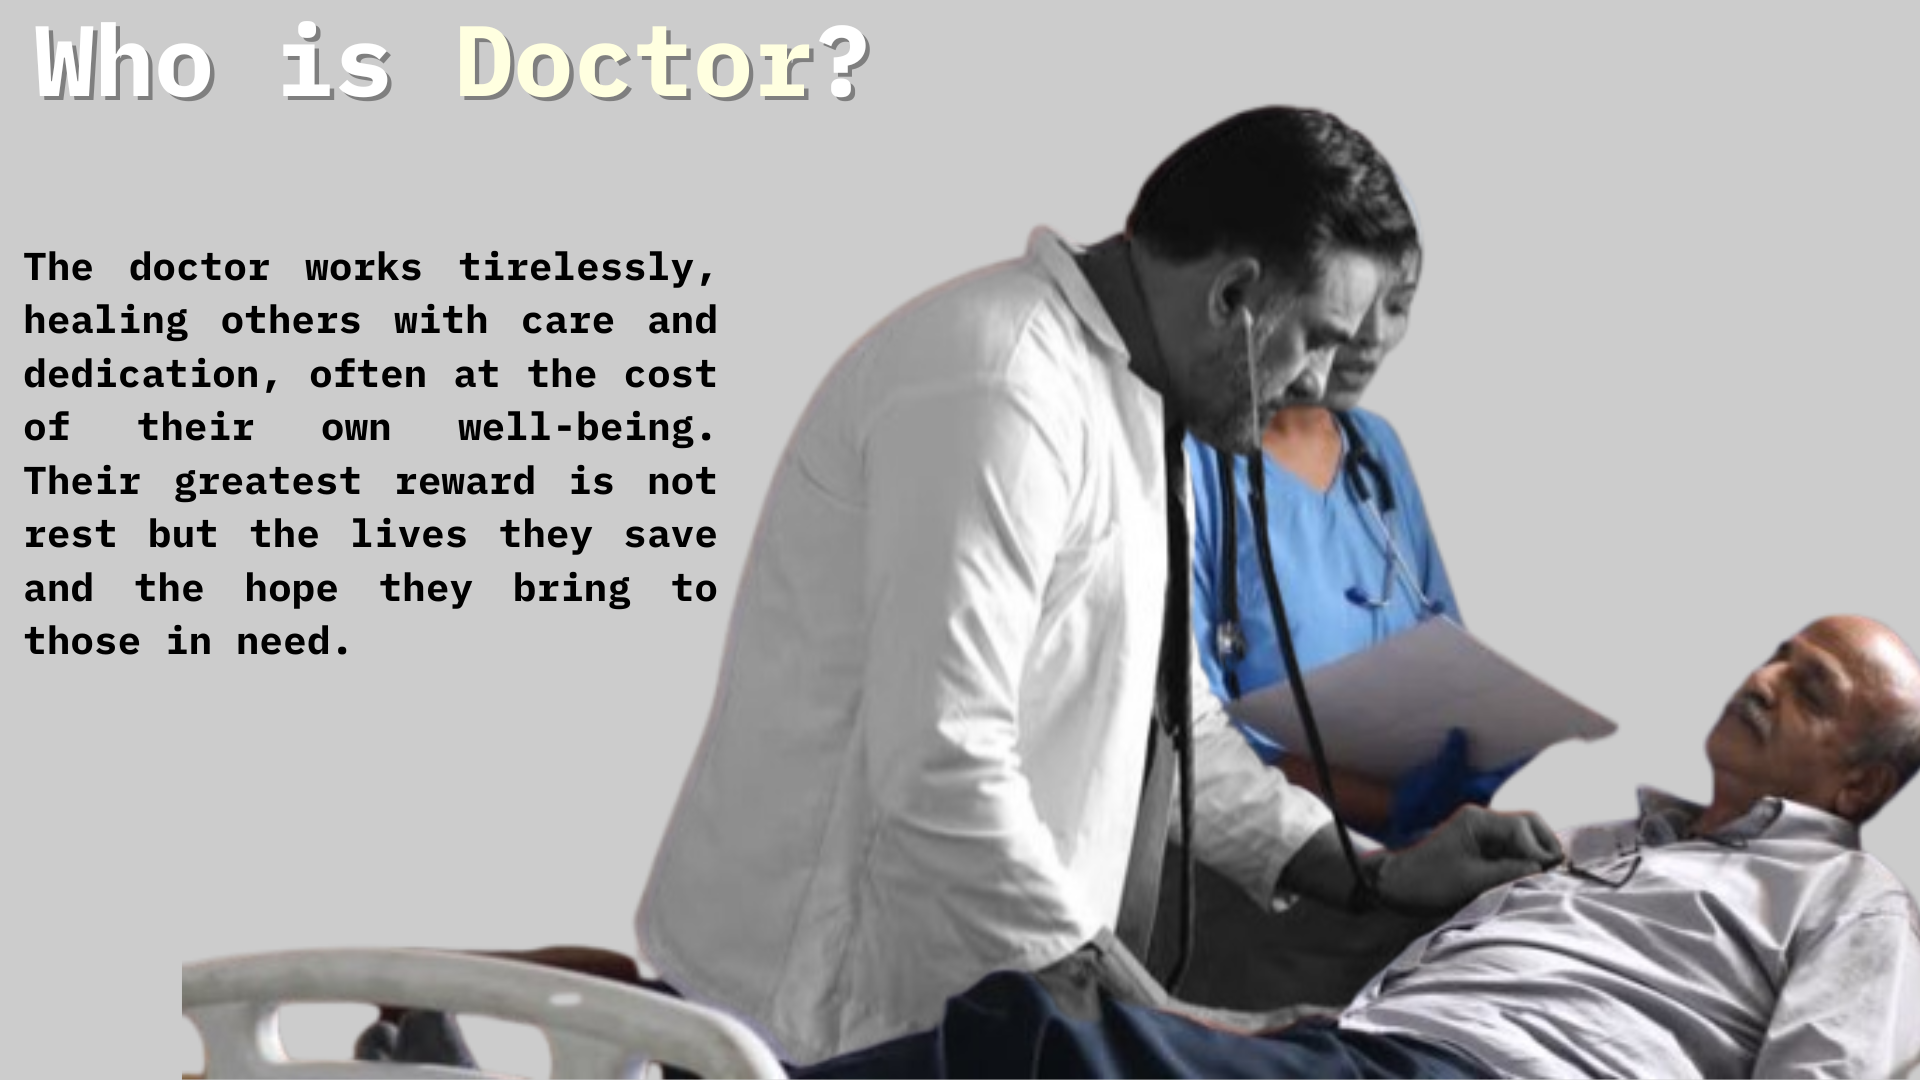 Who is Doctor?
The doctor works tirelessly,
healing others with care and
dedication, often at the cost
of their own well-being.
Their greatest reward is not
rest but the lives they save
and the hope they bring to
those in need.